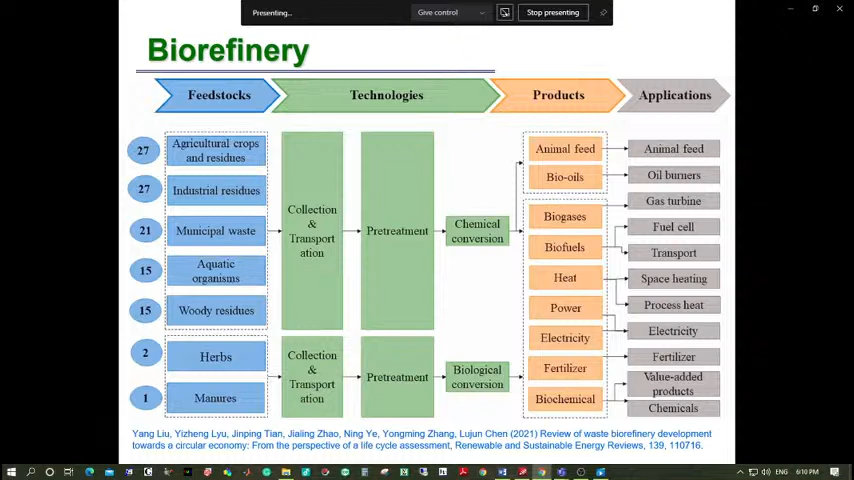 Presenting...
Give control
Stop presenting
Biorefinery
Feedstocks
Technologies
Products
Applications
27
Agricultural crops
and residues
27
Industrial residues
21
Municipal waste
15
Aquatic
organisms
15
Woody residues
2
Herbs
1
Manures
Collection
&
Transport
ation
Pretreatment
Chemical
conversion
Collection
&
Transport
ation
Pretreatment
Biological
conversion
Animal feed
Bio-oils
Biogases
Biofuels
Heat
Power
Electricity
Fertilizer
Biochemical
Animal feed
Oil burners
Gas turbine
Fuel cell
Transport
Space heating
Process heat
Electricity
Fertilizer
Value-added
products
Chemicals
Yang Liu, Yizheng Lyu, Jinping Tian, Jialing Zhao, Ning Ye, Yongming Zhang, Lujun Chen (2021) Review of waste biorefinery development
towards a circular economy: From the perspective of a life cycle assessment, Renewable and Sustainable Energy Reviews, 139, 110716.
ENG
6:10 PM